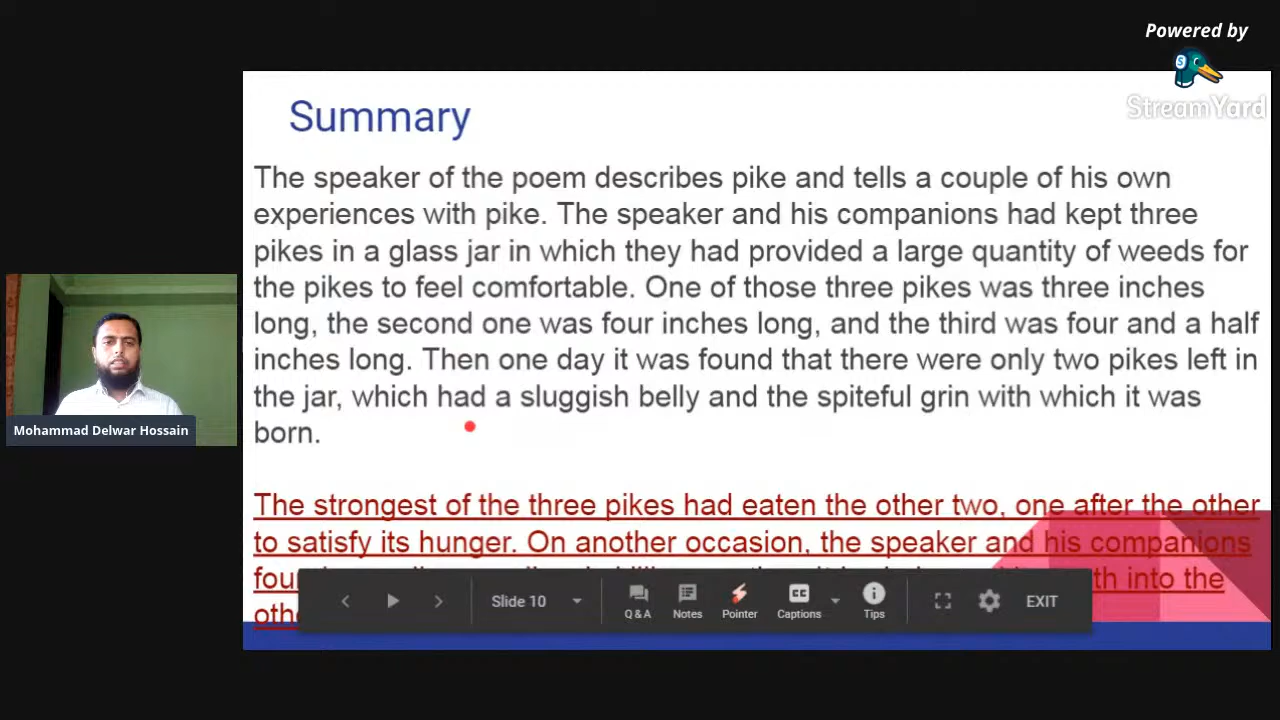 Powered by
StreamYard
Summary
The speaker of the poem describes pike and tells a couple of his own
experiences with pike. The speaker and his companions had kept three
pikes in a glass jar in which they had provided a large quantity of weeds for
the pikes to feel comfortable. One of those three pikes was three inches
long, the second one was four inches long, and the third was four and a half
inches long. Then one day it was found that there were only two pikes left in
the jar, which had a sluggish belly and the spiteful grin with which it was
born.
Mohammad Delwar Hossain
The strongest of the three pikes had eaten the other two, one after the other
to satisfy its hunger. On another occasion, the speaker and his companions
into the
Slide 10
Q & A
Notes
Pointer
CC
Captions
Tips
EXIT